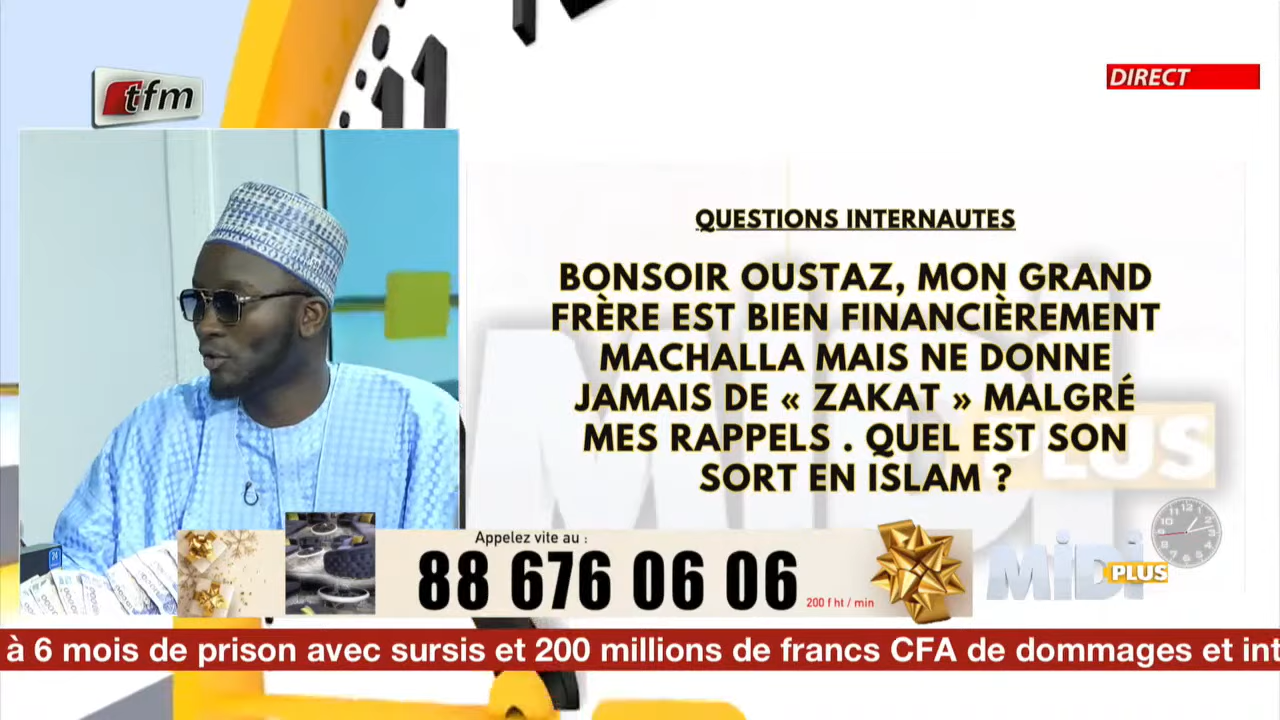 11
tfm
DIRECT
QUESTIONS INTERNAUTES
BONSOIR OUSTAZ, MON GRAND
FRÈRE EST BIEN FINANCIÈREMENT
MACHALLA MAIS NE DONNE
JAMAIS DE « ZAKAT » MALGRÉ
MES RAPPELS . QUEL EST SON
SORT EN ISLAM ?
Appelez vite au :
88 676 06 06
200 f ht / min
MiDi
PLUS
à 6 mois de prison avec sursis et 200 millions de francs CFA de dommages et int